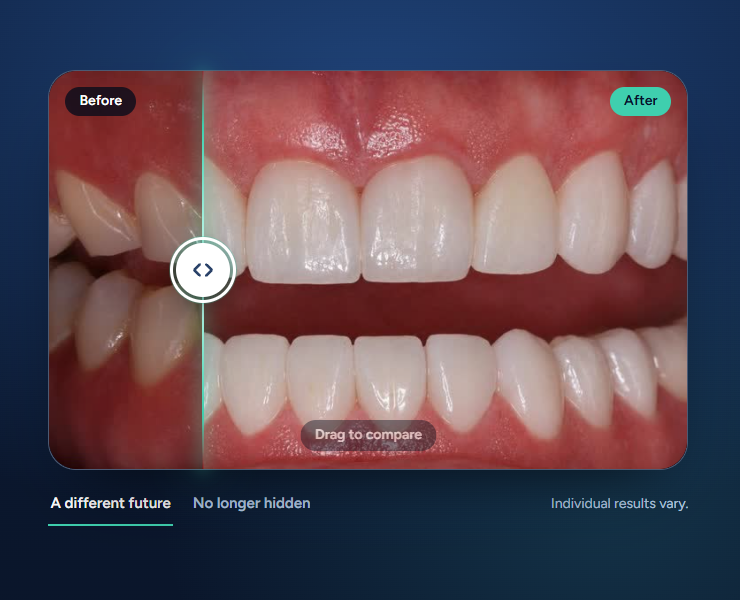 Before
After
Drag to compare
A different future
No longer hidden
Individual results vary.